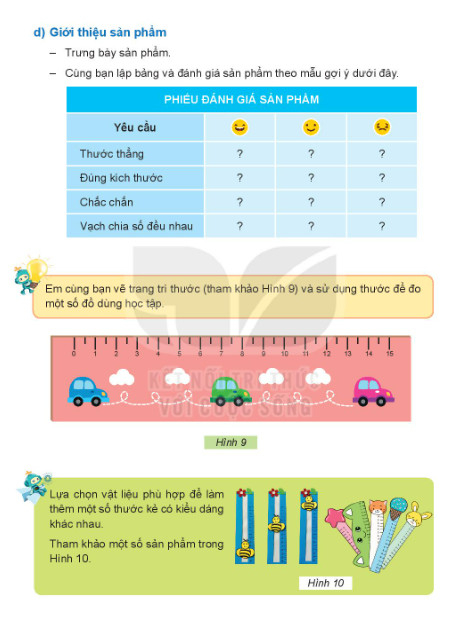 d) Giới thiệu sản phẩm
– Trưng bày sản phẩm.
– Cùng bạn lập bảng và đánh giá sản phẩm theo mẫu gợi ý dưới đây.
PHIẾU ĐÁNH GIÁ SẢN PHẨM
Yêu cầu
Thước thẳng ? ? ?
Đúng kích thước ? ? ?
Chắc chắn ? ? ?
Vạch chia số đều nhau ? ? ?
Em cùng bạn vẽ trang trí thước (tham khảo Hình 9) và sử dụng thước để đo
một số đồ dùng học tập.
0 1 2 3 4 5 6 7 8 9 10 11 12 13 14 15
KẾT NỐI TRI THỨC
VỚI CUỘC SỐNG
Hình 9
Lựa chọn vật liệu phù hợp để làm
thêm một số thước kẻ có kiểu dáng
khác nhau.
Tham khảo một số sản phẩm trong
Hình 10.
Hình 10